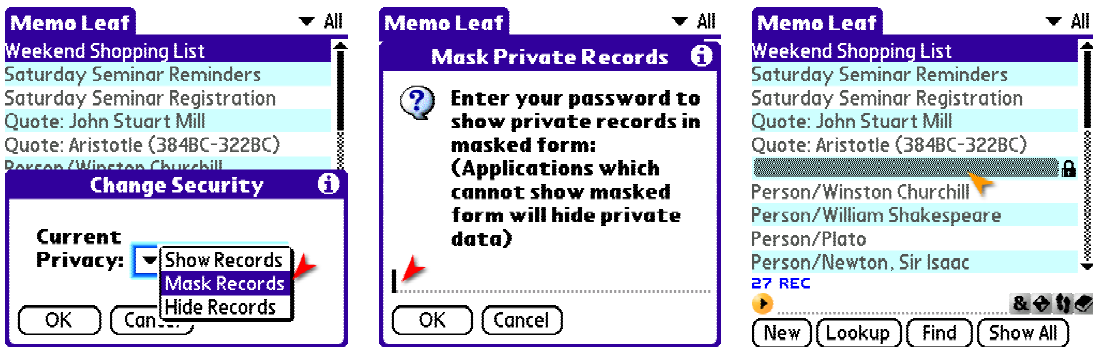 Memo Leaf
All
Weekend Shopping List
Saturday Seminar Reminders
Saturday Seminar Registration
Quote: John Stuart Mill
Quote: Aristotle (384BC-322BC)
Person/Winston Churchill
Change Security
Current
Privacy:
Show Records
Mask Records
Hide Records
OK
Cancel
Memo Leaf
All
Mask Private Records
Enter your password to
show private records in
masked form:
(Applications which
cannot show masked
form will hide private
data)
OK
Cancel
Memo Leaf
All
Weekend Shopping List
Saturday Seminar Reminders
Saturday Seminar Registration
Quote: John Stuart Mill
Quote: Aristotle (384BC-322BC)
Person/Winston Churchill
Person/William Shakespeare
Person/Plato
Person/Newton, Sir Isaac
27 REC
&
New
Lookup
Find
Show All